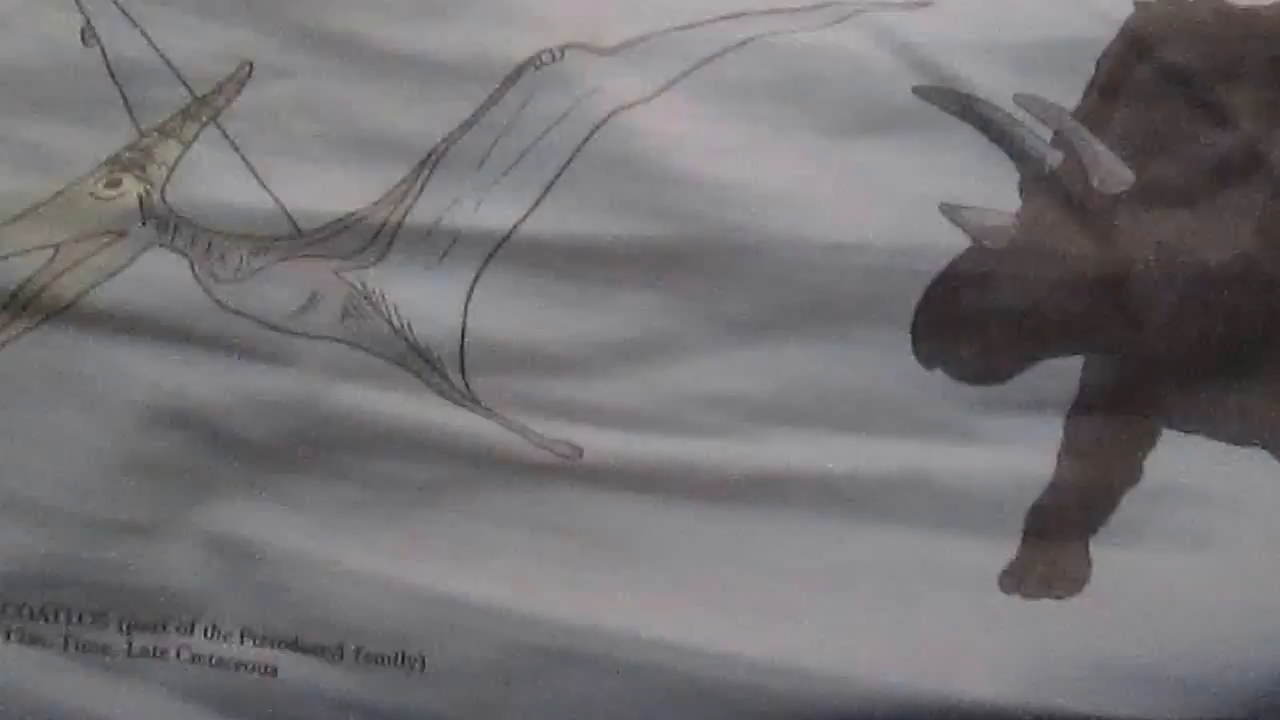 COATLUS (part of the Pterodactyl family)
Time, Late Cretaceous